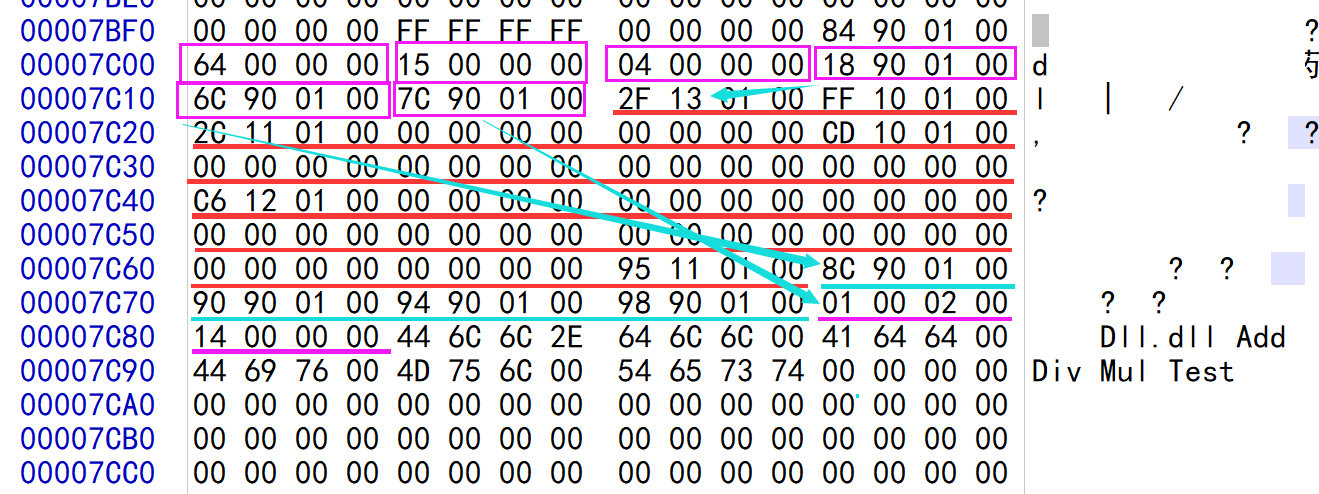 00007BF0 00 00 00 00 FF FF FF FF 00 00 00 00 84 90 01 00 ?
00007C00 64 00 00 00 15 00 00 00 04 00 00 00 18 90 01 00 d
00007C10 6C 90 01 00 7C 90 01 00 2F 13 01 00 FF 10 01 00 l | /
00007C20 2C 11 01 00 00 00 00 00 00 00 00 00 CD 10 01 00 , ? ?
00007C30 00 00 00 00 00 00 00 00 00 00 00 00 00 00 00 00
00007C40 C6 12 01 00 00 00 00 00 00 00 00 00 00 00 00 00 ?
00007C50 00 00 00 00 00 00 00 00 00 00 00 00 00 00 00 00
00007C60 00 00 00 00 00 00 00 00 95 11 01 00 8C 90 01 00 ? ?
00007C70 90 90 01 00 94 90 01 00 98 90 01 00 01 00 02 00 ? ?
00007C80 14 00 00 00 44 6C 6C 2E 64 6C 6C 00 41 64 64 00 Dll.dll Add
00007C90 44 69 76 00 4D 75 6C 00 54 65 73 74 00 00 00 00 Div Mul Test
00007CA0 00 00 00 00 00 00 00 00 00 00 00 00 00 00 00 00
00007CB0 00 00 00 00 00 00 00 00 00 00 00 00 00 00 00 00
00007CC0 00 00 00 00 00 00 00 00 00 00 00 00 00 00 00 00